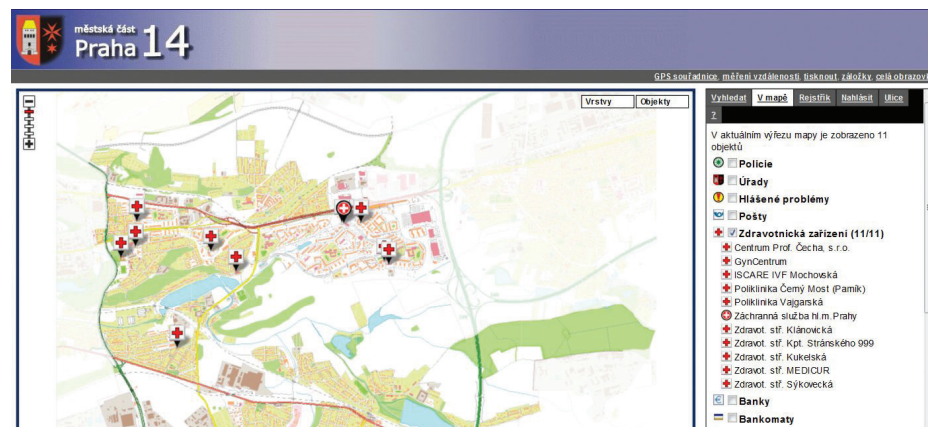 městská část
Praha 14
GPS souřadnice, měření vzdálenosti, tisknout, záložky, celá obrazov
Vrstvy Objekty
Vyhledat V mapě Rejstřík Nahlásit Ulice
?
V aktuálním výřezu mapy je zobrazeno 11
objektů
Policie
Úřady
Hlášené problémy
Pošty
Zdravotnická zařízení (11/11)
Centrum Prof. Čecha, s.r.o.
GynCentrum
ISCARE IVF Mochovská
Poliklinika Černý Most (Parník)
Poliklinika Vajgarská
Záchranná služba hl.m.Prahy
Zdravot. stř. Klánovická
Zdravot. stř. Kpt. Stránského 999
Zdravot. stř. Kukelská
Zdravot. stř. MEDICUR
Zdravot. stř. Sýkovecká
Banky
Bankomaty